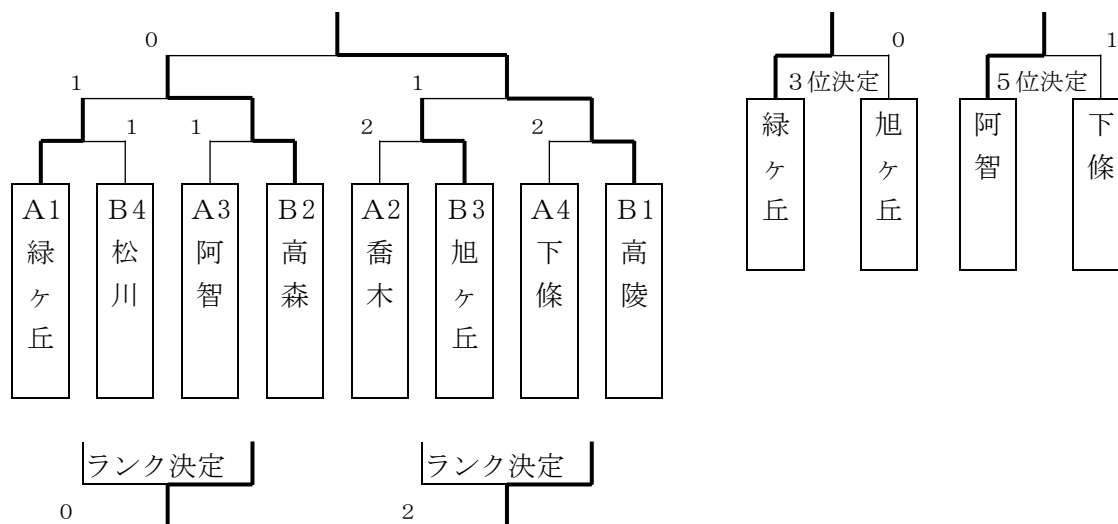 0
0
1
1
1
3位決定
5位決定
1
1
2
2
緑ヶ丘
旭ヶ丘
阿智
下條
A1 緑ヶ丘
B4 松川
A3 阿智
B2 高森
A2 喬木
B3 旭ヶ丘
A4 下條
B1 高陵
ランク決定
ランク決定
0
2